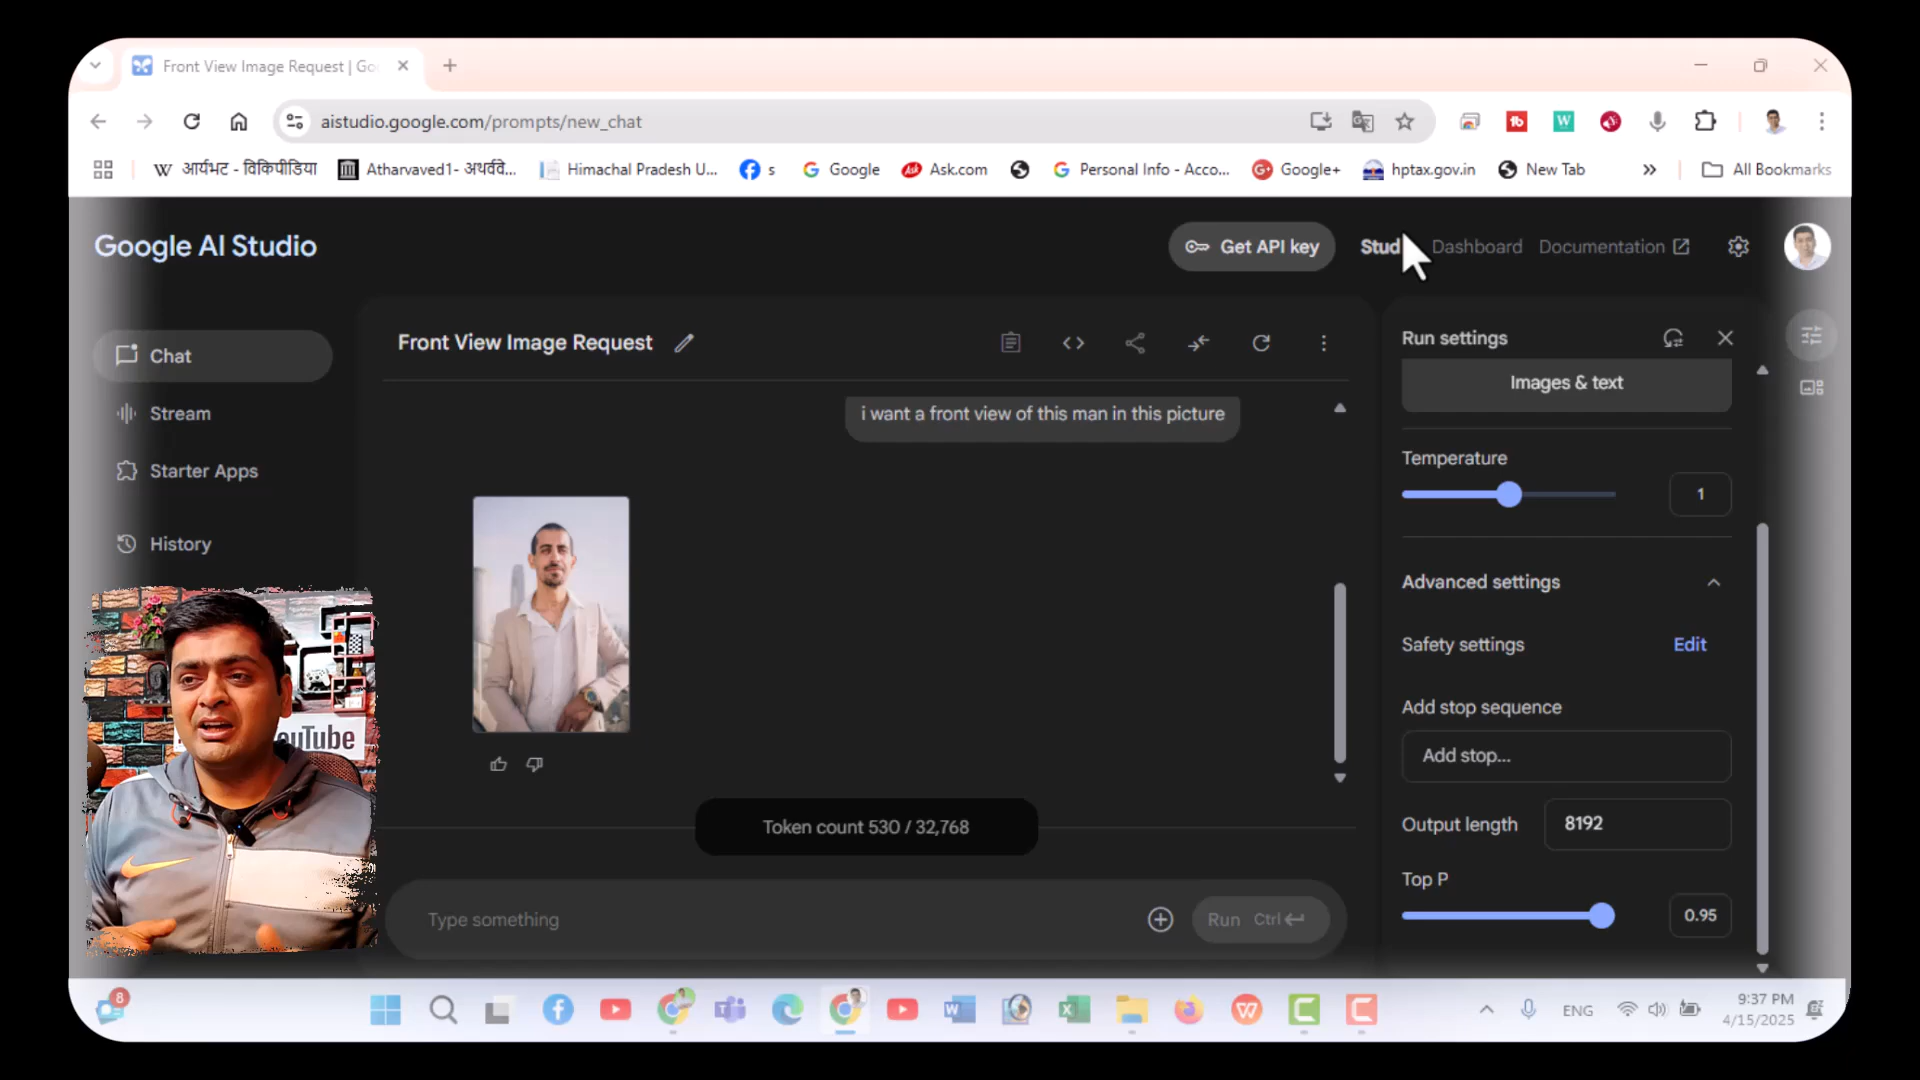 Front View Image Request | Go
aistudio.google.com/prompts/new_chat
W
आर्यभट - विकिपीडिया
Atharvaved1- अथर्ववे...
Himachal Pradesh U...
s
Google
Ask.com
Personal Info - Acco...
Google+
hptax.gov.in
New Tab
All Bookmarks
Google AI Studio
Get API key
Stud
Dashboard
Documentation
Chat
Stream
Starter Apps
History
Front View Image Request
i want a front view of this man in this picture
Token count 530 / 32,768
Type something
Run Ctrl
Run settings
Images & text
Temperature
1
Advanced settings
Safety settings
Edit
Add stop sequence
Add stop...
Output length
8192
Top P
0.95
ouTube
8
ENG
9:37 PM
4/15/2025